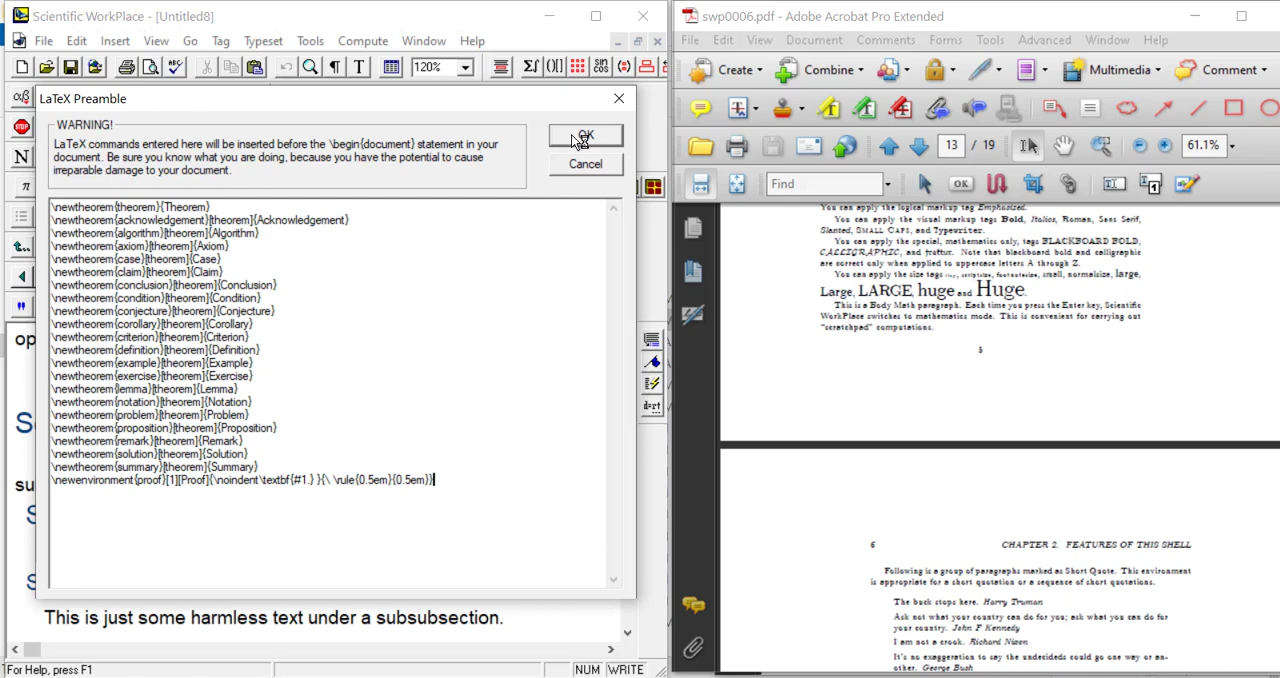 Scientific WorkPlace - [Untitled8]
File Edit Insert View Go Tag Typeset Tools Compute Window Help
120%
LaTeX Preamble
WARNING!
LaTeX commands entered here will be inserted before the \begin{document} statement in your
document. Be sure you know what you are doing, because you have the potential to cause
irreparable damage to your document.
OK
Cancel
\newtheorem{theorem}{Theorem}
\newtheorem{acknowledgement}[theorem]{Acknowledgement}
\newtheorem{algorithm}[theorem]{Algorithm}
\newtheorem{axiom}[theorem]{Axiom}
\newtheorem{case}[theorem]{Case}
\newtheorem{claim}[theorem]{Claim}
\newtheorem{conclusion}[theorem]{Conclusion}
\newtheorem{condition}[theorem]{Condition}
\newtheorem{conjecture}[theorem]{Conjecture}
\newtheorem{corollary}[theorem]{Corollary}
\newtheorem{criterion}[theorem]{Criterion}
\newtheorem{definition}[theorem]{Definition}
\newtheorem{example}[theorem]{Example}
\newtheorem{exercise}[theorem]{Exercise}
\newtheorem{lemma}[theorem]{Lemma}
\newtheorem{notation}[theorem]{Notation}
\newtheorem{problem}[theorem]{Problem}
\newtheorem{proposition}[theorem]{Proposition}
\newtheorem{remark}[theorem]{Remark}
\newtheorem{solution}[theorem]{Solution}
\newtheorem{summary}[theorem]{Summary}
\newenvironment{proof}[1][Proof]{\noindent\textbf{#1.} }{\ \rule{0.5em}{0.5em}}
op
S
su
S
S
This is just some harmless text under a subsubsection.
For Help, press F1
NUM WRITE
swp0006.pdf - Adobe Acrobat Pro Extended
File Edit View Document Comments Forms Tools Advanced Window Help
Create Combine Multimedia Comment
13 / 19 61.1%
Find
You can apply the logical markup tag Emphasized.
You can apply the visual markup tags Bold, Italics, Roman, Sans Serif,
Slanted, SMALL CAPS, and Typewriter.
You can apply the special, mathematics only, tags BLACKBOARD BOLD,
CALLIGRAPHIC, and fraktur. Note that blackboard bold and calligraphic
are correct only when applied to uppercase letters A through Z.
You can apply the size tags tiny, scriptsize, footnotesize, small, normalsize, large,
Large, LARGE, huge and Huge.
This is a Body Math paragraph. Each time you press the Enter key, Scientific
WorkPlace switches to mathematics mode. This is convenient for carrying out
"scratchpad" computations.
5
6 CHAPTER 2. FEATURES OF THIS SHELL
Following is a group of paragraphs marked as Short Quote. This environment
is appropriate for a short quotation or a sequence of short quotations.
The buck stops here. Harry Truman
Ask not what your country can do for you; ask what you can do for
your country. John F Kennedy
I am not a crook. Richard Nixon
It's no exaggeration to say the undecideds could go one way or an-
other. George Bush